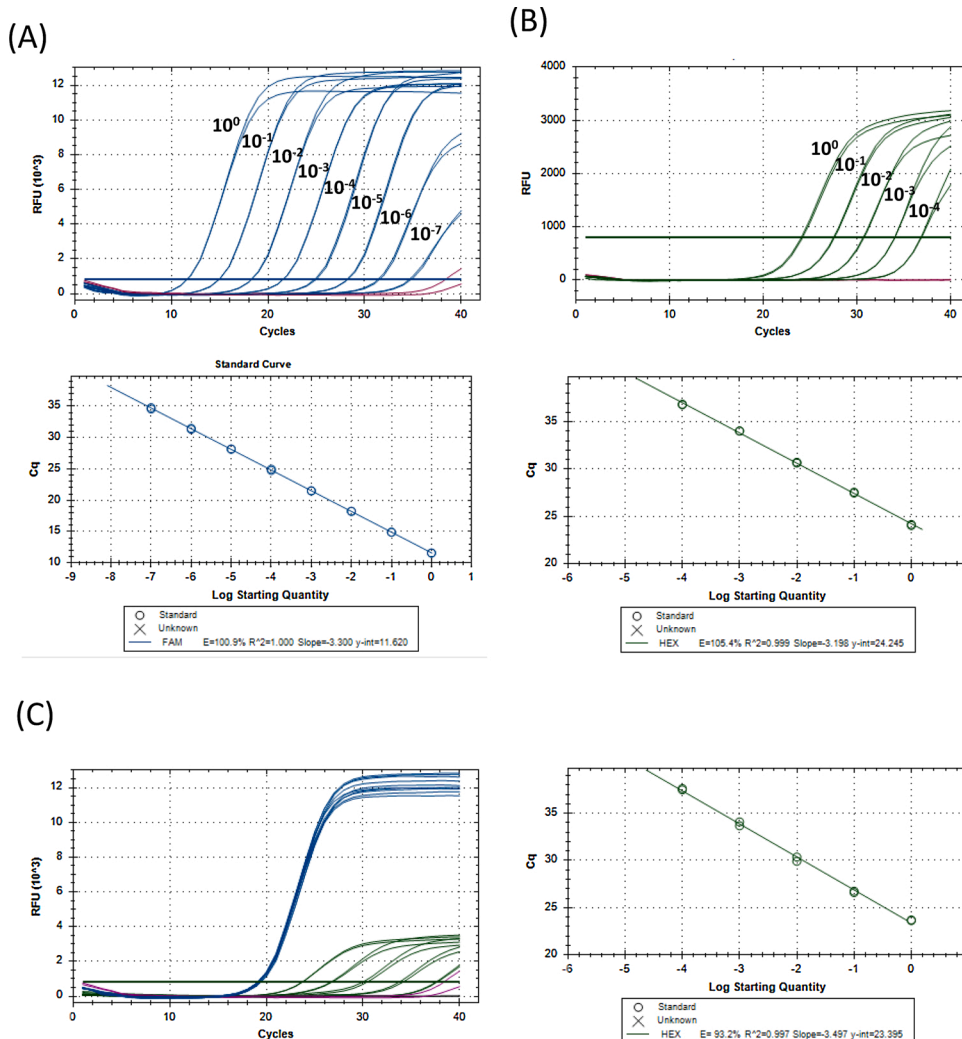 (A)
(B)
RFU (10^3)
12
10
8
6
4
2
0
10⁰
10⁻¹
10⁻²
10⁻³
10⁻⁴
10⁻⁵
10⁻⁶
10⁻⁷
0 10 20 30 40
Cycles
RFU
4000
3000
2000
1000
0
10⁰
10⁻¹
10⁻²
10⁻³
10⁻⁴
0 10 20 30 40
Cycles
Standard Curve
Cq
35
30
25
20
15
10
-9 -8 -7 -6 -5 -4 -3 -2 -1 0 1
Log Starting Quantity
Standard
Unknown
FAM E=100.9% R^2=1.000 Slope=-3.300 y-int=11.620
Cq
35
30
25
20
-6 -5 -4 -3 -2 -1 0
Log Starting Quantity
Standard
Unknown
HEX E=105.4% R^2=0.999 Slope=-3.198 y-int=24.245
(C)
RFU (10^3)
12
10
8
6
4
2
0
0 10 20 30 40
Cycles
Cq
35
30
25
20
-6 -5 -4 -3 -2 -1 0
Log Starting Quantity
Standard
Unknown
HEX E= 93.2% R^2=0.997 Slope=-3.497 y-int=23.395